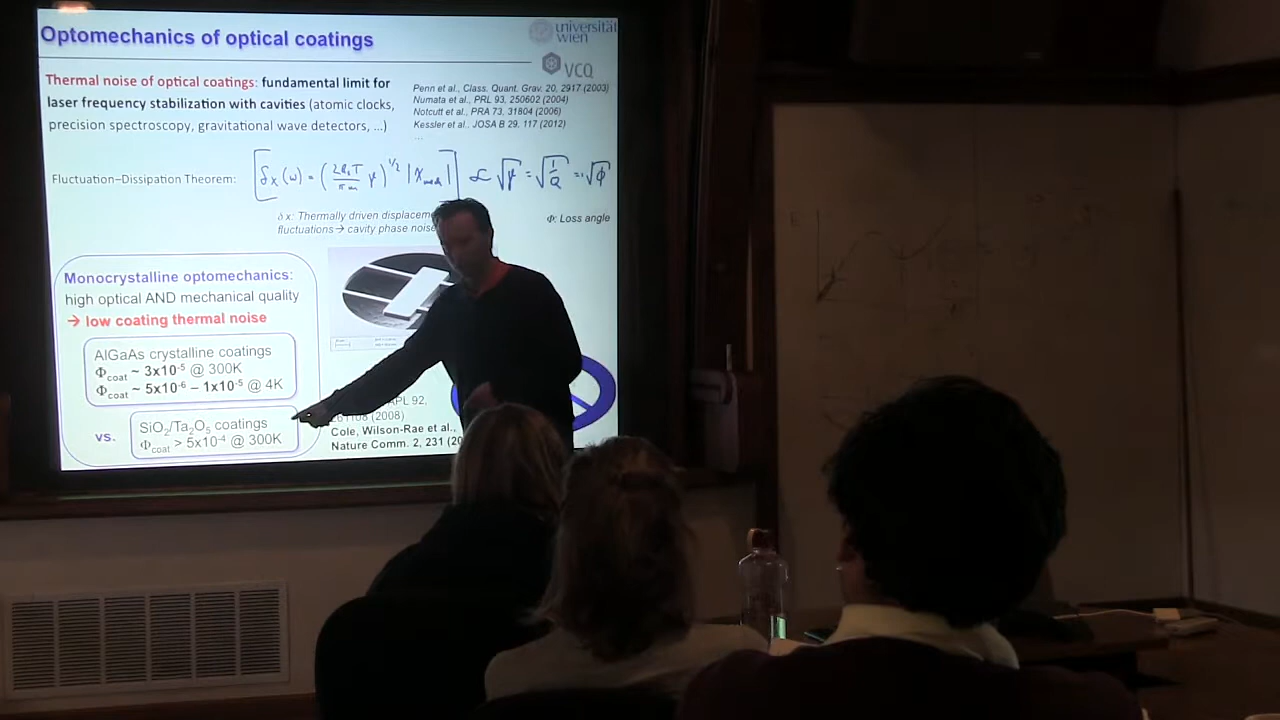 Optomechanics of optical coatings
universität
wien
VCQ
Thermal noise of optical coatings: fundamental limit for
laser frequency stabilization with cavities (atomic clocks,
precision spectroscopy, gravitational wave detectors, ...)
Penn et al., Class. Quant. Grav. 20, 2917 (2003)
Numata et al., PRL 93, 250602 (2004)
Notcutt et al., PRA 73, 31804 (2006)
Kessler et al., JOSA B 29, 117 (2012)
...
Fluctuation–Dissipation Theorem:
δ x: Thermally driven displaceme
fluctuations → cavity phase noise
Φ: Loss angle
Monocrystalline optomechanics:
high optical AND mechanical quality
→ low coating thermal noise
AlGaAs crystalline coatings
Φcoat ~ 3x10⁻⁵ @ 300K
Φcoat ~ 5x10⁻⁶ – 1x10⁻⁵ @ 4K
vs.
SiO₂/Ta₂O₅ coatings
Φcoat > 5x10⁻⁴ @ 300K
APL 92,
(2008)
Cole, Wilson-Rae et al.,
Nature Comm. 2, 231 (20